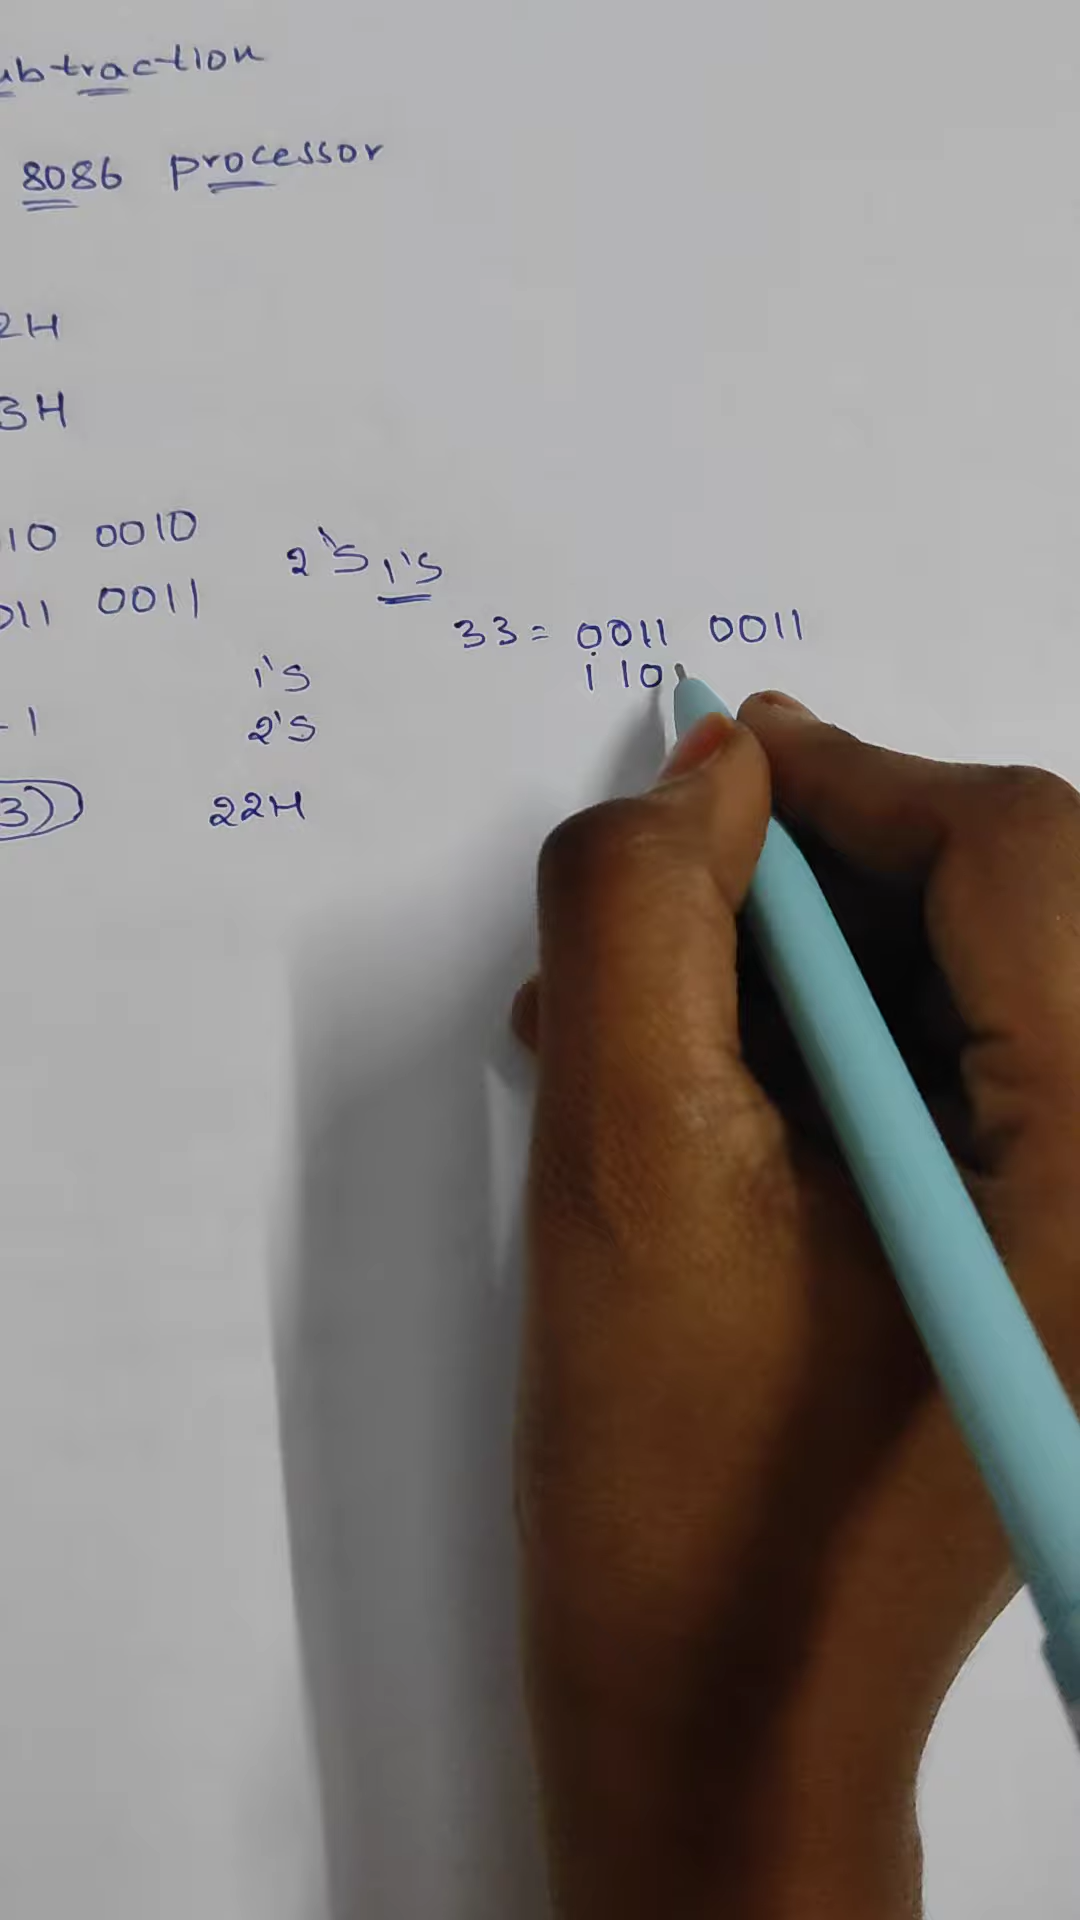 ubtraction
8086 processor
2H
3H
10 0010
011 0011
2's 1's
33 = 0011 0011
110
1's
- 1
2's
3))
22H